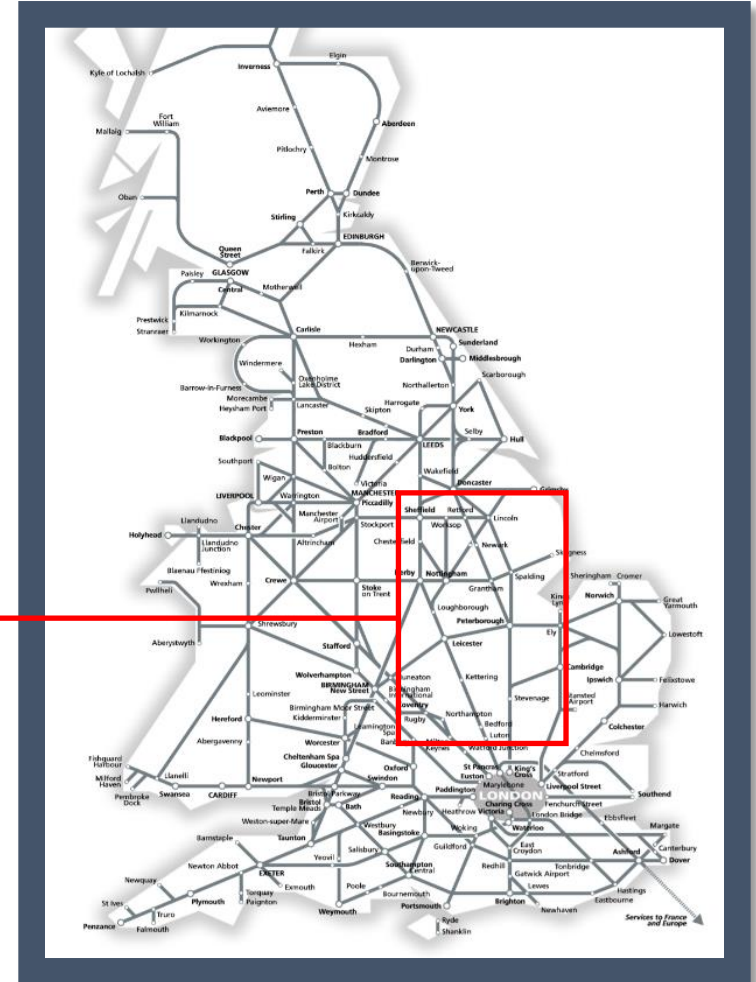 Elgin
Inverness
Kyle of Lochalsh
Aviemore
Fort
William
Mallaig
Aberdeen
Pitlochry
Montrose
Perth
Dundee
Oban
Stirling
Kirkcaldy
EDINBURGH
Queen
Street
Falkirk
Berwick-
upon-Tweed
Paisley
GLASGOW
Central
Motherwell
Prestwick
Kilmarnock
Stranraer
Carlisle
NEWCASTLE
Workington
Hexham
Sunderland
Durham
Darlington
Middlesbrough
Windermere
Scarborough
Oxenholme
Lake District
Barrow-in-Furness
Northallerton
Morecambe
Heysham Port
Lancaster
Harrogate
York
Skipton
Blackpool
Preston
Bradford
Selby
Hull
Blackburn
LEEDS
Huddersfield
Southport
Bolton
Wakefield
Wigan
Victoria
Doncaster
Grimsby
LIVERPOOL
Warrington
MANCHESTER
Piccadilly
Sheffield
Retford
Lincoln
Llandudno
Manchester
Airport
Stockport
Worksop
Holyhead
Chester
Altrincham
Chesterfield
Newark
Llandudno
Junction
Skegness
Blaenau Ffestiniog
Derby
Nottingham
Spalding
Sheringham
Cromer
Pwllheli
Wrexham
Crewe
Stoke
on Trent
Grantham
Norwich
Great
Yarmouth
Loughborough
King's
Lynn
Shrewsbury
Peterborough
Ely
Lowestoft
Aberystwyth
Stafford
Leicester
Wolverhampton
Nuneaton
Kettering
Cambridge
BIRMINGHAM
New Street
Birmingham
International
Ipswich
Felixstowe
Leominster
Coventry
Stevenage
Stansted
Airport
Harwich
Birmingham Moor Street
Hereford
Kidderminster
Rugby
Northampton
Bedford
Colchester
Abergavenny
Worcester
Leamington
Spa
Banbury
Milton
Keynes
Luton
Watford Junction
Chelmsford
Fishguard
Harbour
Cheltenham Spa
Gloucester
Oxford
St Pancras
King's
Cross
Euston
Stratford
Milford
Haven
Llanelli
Newport
Swindon
Marylebone
Liverpool Street
Pembroke
Dock
Swansea
CARDIFF
Bristol Parkway
Reading
Paddington
LONDON
Southend
Bristol
Temple Meads
Bath
Newbury
Heathrow
Victoria
Charing Cross
Fenchurch Street
Weston-super-Mare
London Bridge
Ebbsfleet
Westbury
Waterloo
Margate
Barnstaple
Taunton
Basingstoke
Woking
East
Croydon
Canterbury
Salisbury
Guildford
Ashford
Newton Abbot
Yeovil
Redhill
Tonbridge
Dover
EXETER
Southampton
Central
Gatwick Airport
Newquay
Exmouth
Poole
Hastings
St Ives
Plymouth
Torquay
Paignton
Bournemouth
Lewes
Eastbourne
Truro
Weymouth
Portsmouth
Brighton
Newhaven
Penzance
Falmouth
Ryde
Shanklin
Services to France
and Europe